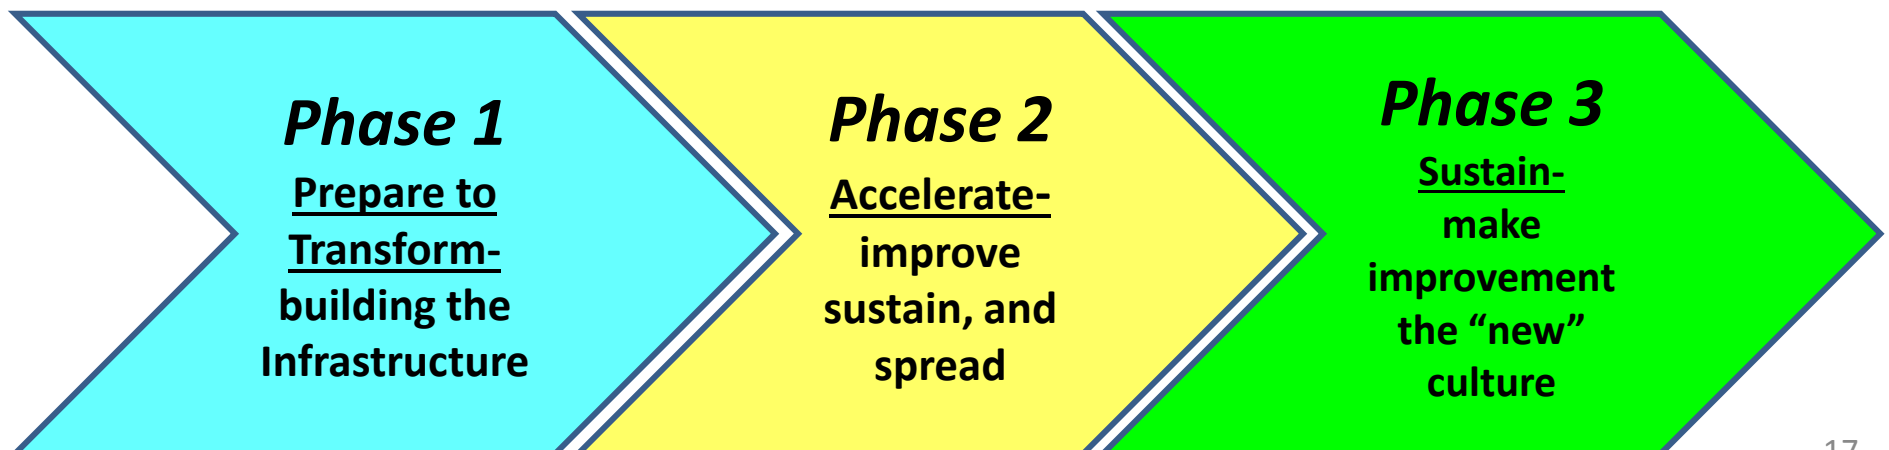 Phase 1
Prepare to
Transform-
building the
Infrastructure
Phase 2
Accelerate-
improve
sustain, and
spread
Phase 3
Sustain-
make
improvement
the “new”
culture
17